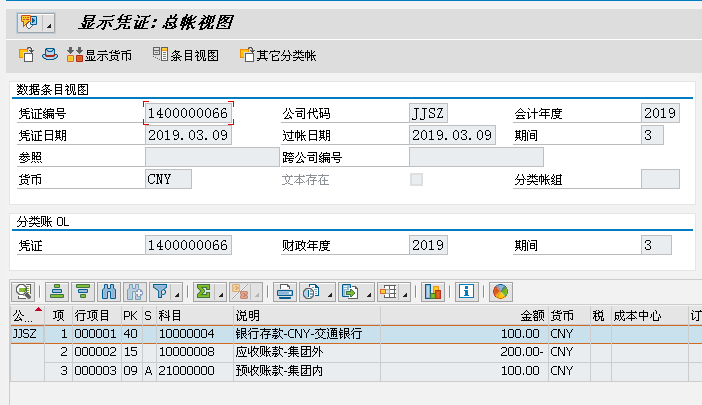 显示凭证: 总帐视图
显示货币 条目视图 其它分类帐
数据条目视图
凭证编号 1400000066 公司代码 JJSZ 会计年度 2019
凭证日期 2019.03.09 过帐日期 2019.03.09 期间 3
参照 跨公司编号
货币 CNY 文本存在 分类帐组
分类账 0L
凭证 1400000066 财政年度 2019 期间 3
公... 项 行项目 PK S 科目 说明 金额 货币 税 成本中心 订
JJSZ 1 000001 40 10000004 银行存款-CNY-交通银行 100.00 CNY
2 000002 15 10000008 应收账款-集团外 200.00- CNY
3 000003 09 A 21000000 预收账款-集团内 100.00 CNY